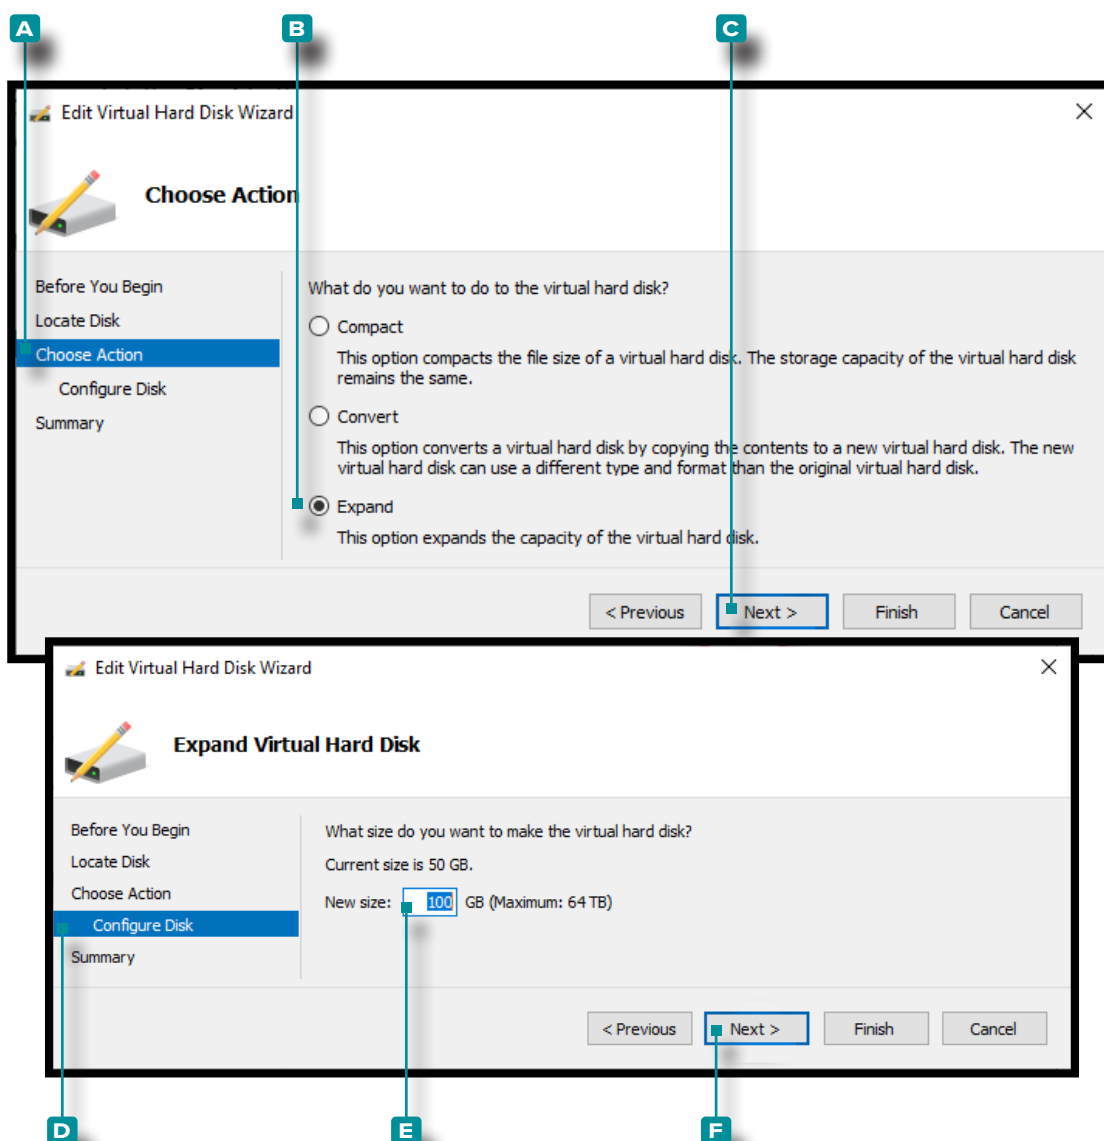 A B C
Edit Virtual Hard Disk Wizard
Choose Action
Before You Begin
Locate Disk
Choose Action
Configure Disk
Summary
What do you want to do to the virtual hard disk?
Compact
This option compacts the file size of a virtual hard disk. The storage capacity of the virtual hard disk
remains the same.
Convert
This option converts a virtual hard disk by copying the contents to a new virtual hard disk. The new
virtual hard disk can use a different type and format than the original virtual hard disk.
Expand
This option expands the capacity of the virtual hard disk.
< Previous Next > Finish Cancel
Edit Virtual Hard Disk Wizard
Expand Virtual Hard Disk
Before You Begin
Locate Disk
Choose Action
Configure Disk
Summary
What size do you want to make the virtual hard disk?
Current size is 50 GB.
New size: 100 GB (Maximum: 64 TB)
< Previous Next > Finish Cancel
D E F